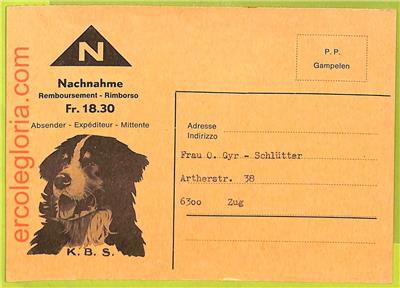 N
Nachnahme
Remboursement - Rimborso
Fr. 18.30
Absender - Expéditeur - Mittente
K. B. S.
P. P.
Gampelen
Adresse
Indirizzo
Frau O. Gyr - Schlütter
Artherstr. 38
6300 Zug
ercolegloria.com